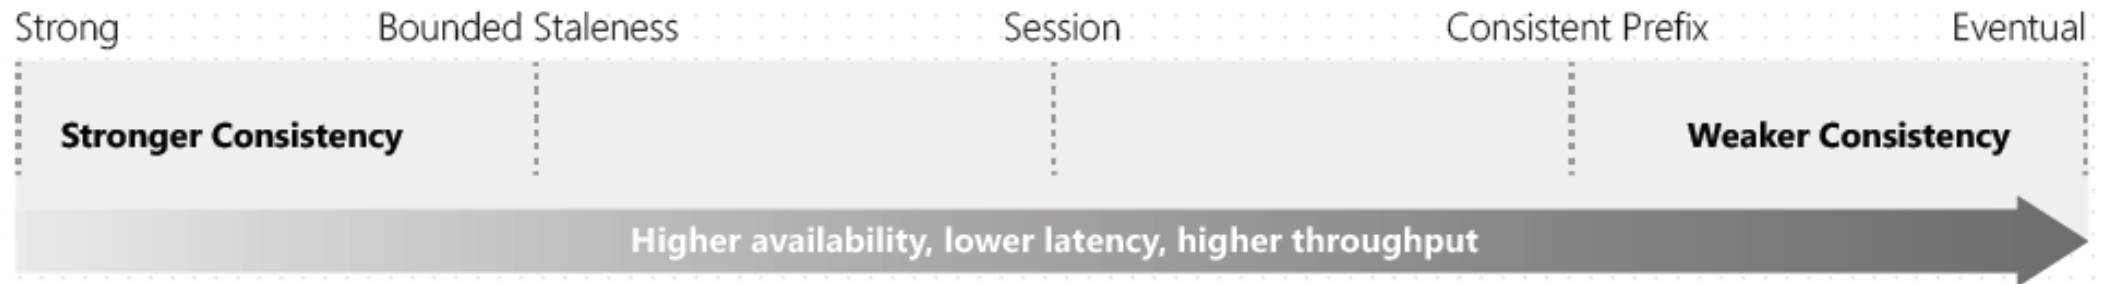 Strong Bounded Staleness Session Consistent Prefix Eventual
Stronger Consistency Weaker Consistency
Higher availability, lower latency, higher throughput